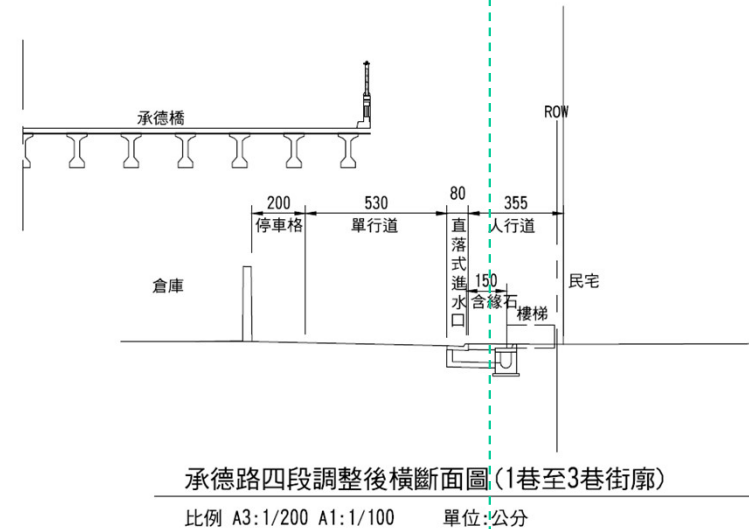 承德橋
ROW
200 530 80 355
停車格 單行道 直落式進水口 人行道
倉庫 150 民宅
含緣石
樓梯
承德路四段調整後橫斷面圖(1巷至3巷街廓)
比例 A3:1/200 A1:1/100 單位:公分